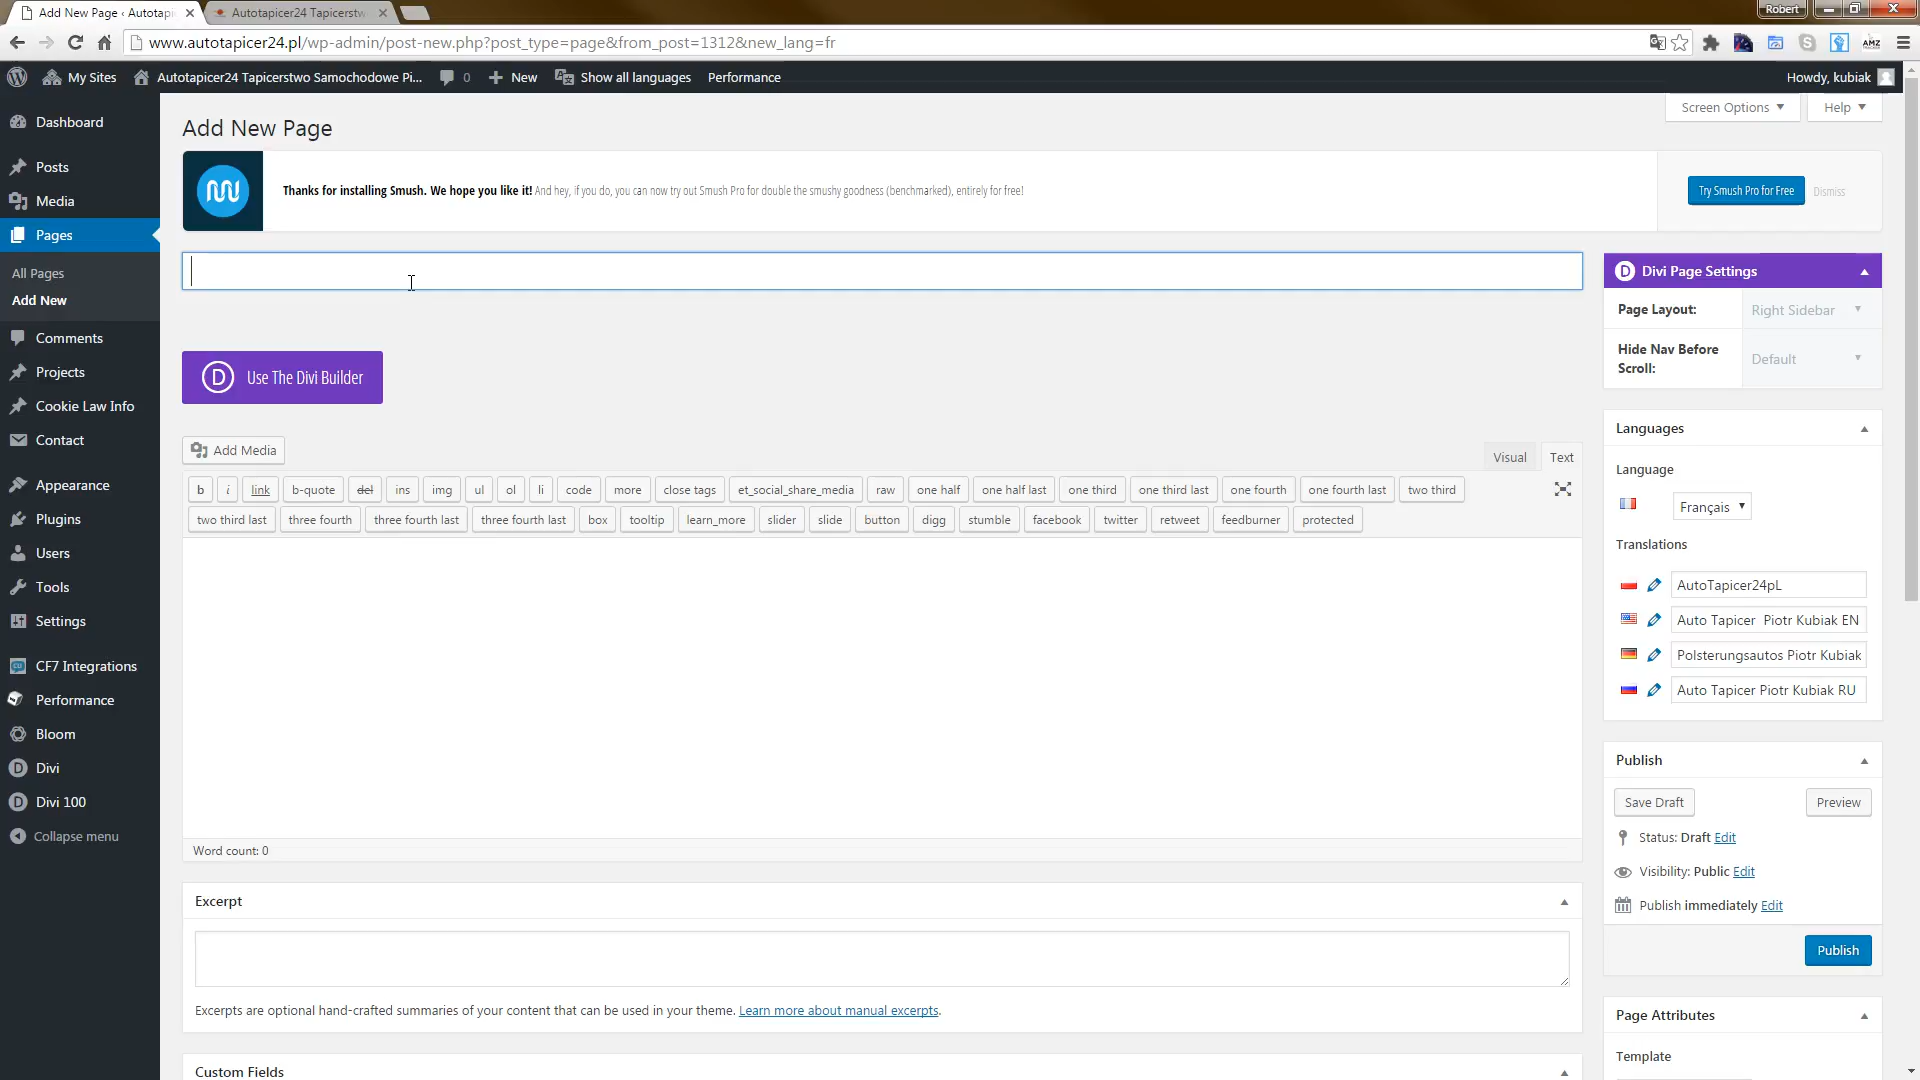 Add New Page ‹ Autotapi
Autotapicer24 Tapicerstw
Robert
www.autotapicer24.pl/wp-admin/post-new.php?post_type=page&from_post=1312&new_lang=fr
AMZ
My Sites
Autotapicer24 Tapicerstwo Samochodowe Pi...
0
New
Show all languages
Performance
Howdy, kubiak
Screen Options
Help
Dashboard
Posts
Media
Pages
All Pages
Add New
Comments
Projects
Cookie Law Info
Contact
Appearance
Plugins
Users
Tools
Settings
CF7 Integrations
Performance
Bloom
Divi
Divi 100
Collapse menu
Add New Page
Thanks for installing Smush. We hope you like it! And hey, if you do, you can now try out Smush Pro for double the smushy goodness (benchmarked), entirely for free!
Try Smush Pro for Free
Dismiss
D Use The Divi Builder
Add Media
Visual
Text
b i link b-quote del ins img ul ol li code more close tags et_social_share_media raw one half one half last one third one third last one fourth one fourth last two third
two third last three fourth three fourth last three fourth last box tooltip learn_more slider slide button digg stumble facebook twitter retweet feedburner protected
Word count: 0
Excerpt
Excerpts are optional hand-crafted summaries of your content that can be used in your theme. Learn more about manual excerpts.
Custom Fields
D Divi Page Settings
Page Layout:
Right Sidebar
Hide Nav Before
Scroll:
Default
Languages
Language
Français
Translations
AutoTapicer24pL
Auto Tapicer  Piotr Kubiak EN
Polsterungsautos Piotr Kubiak
Auto Tapicer Piotr Kubiak RU
Publish
Save Draft
Preview
Status: Draft Edit
Visibility: Public Edit
Publish immediately Edit
Publish
Page Attributes
Template